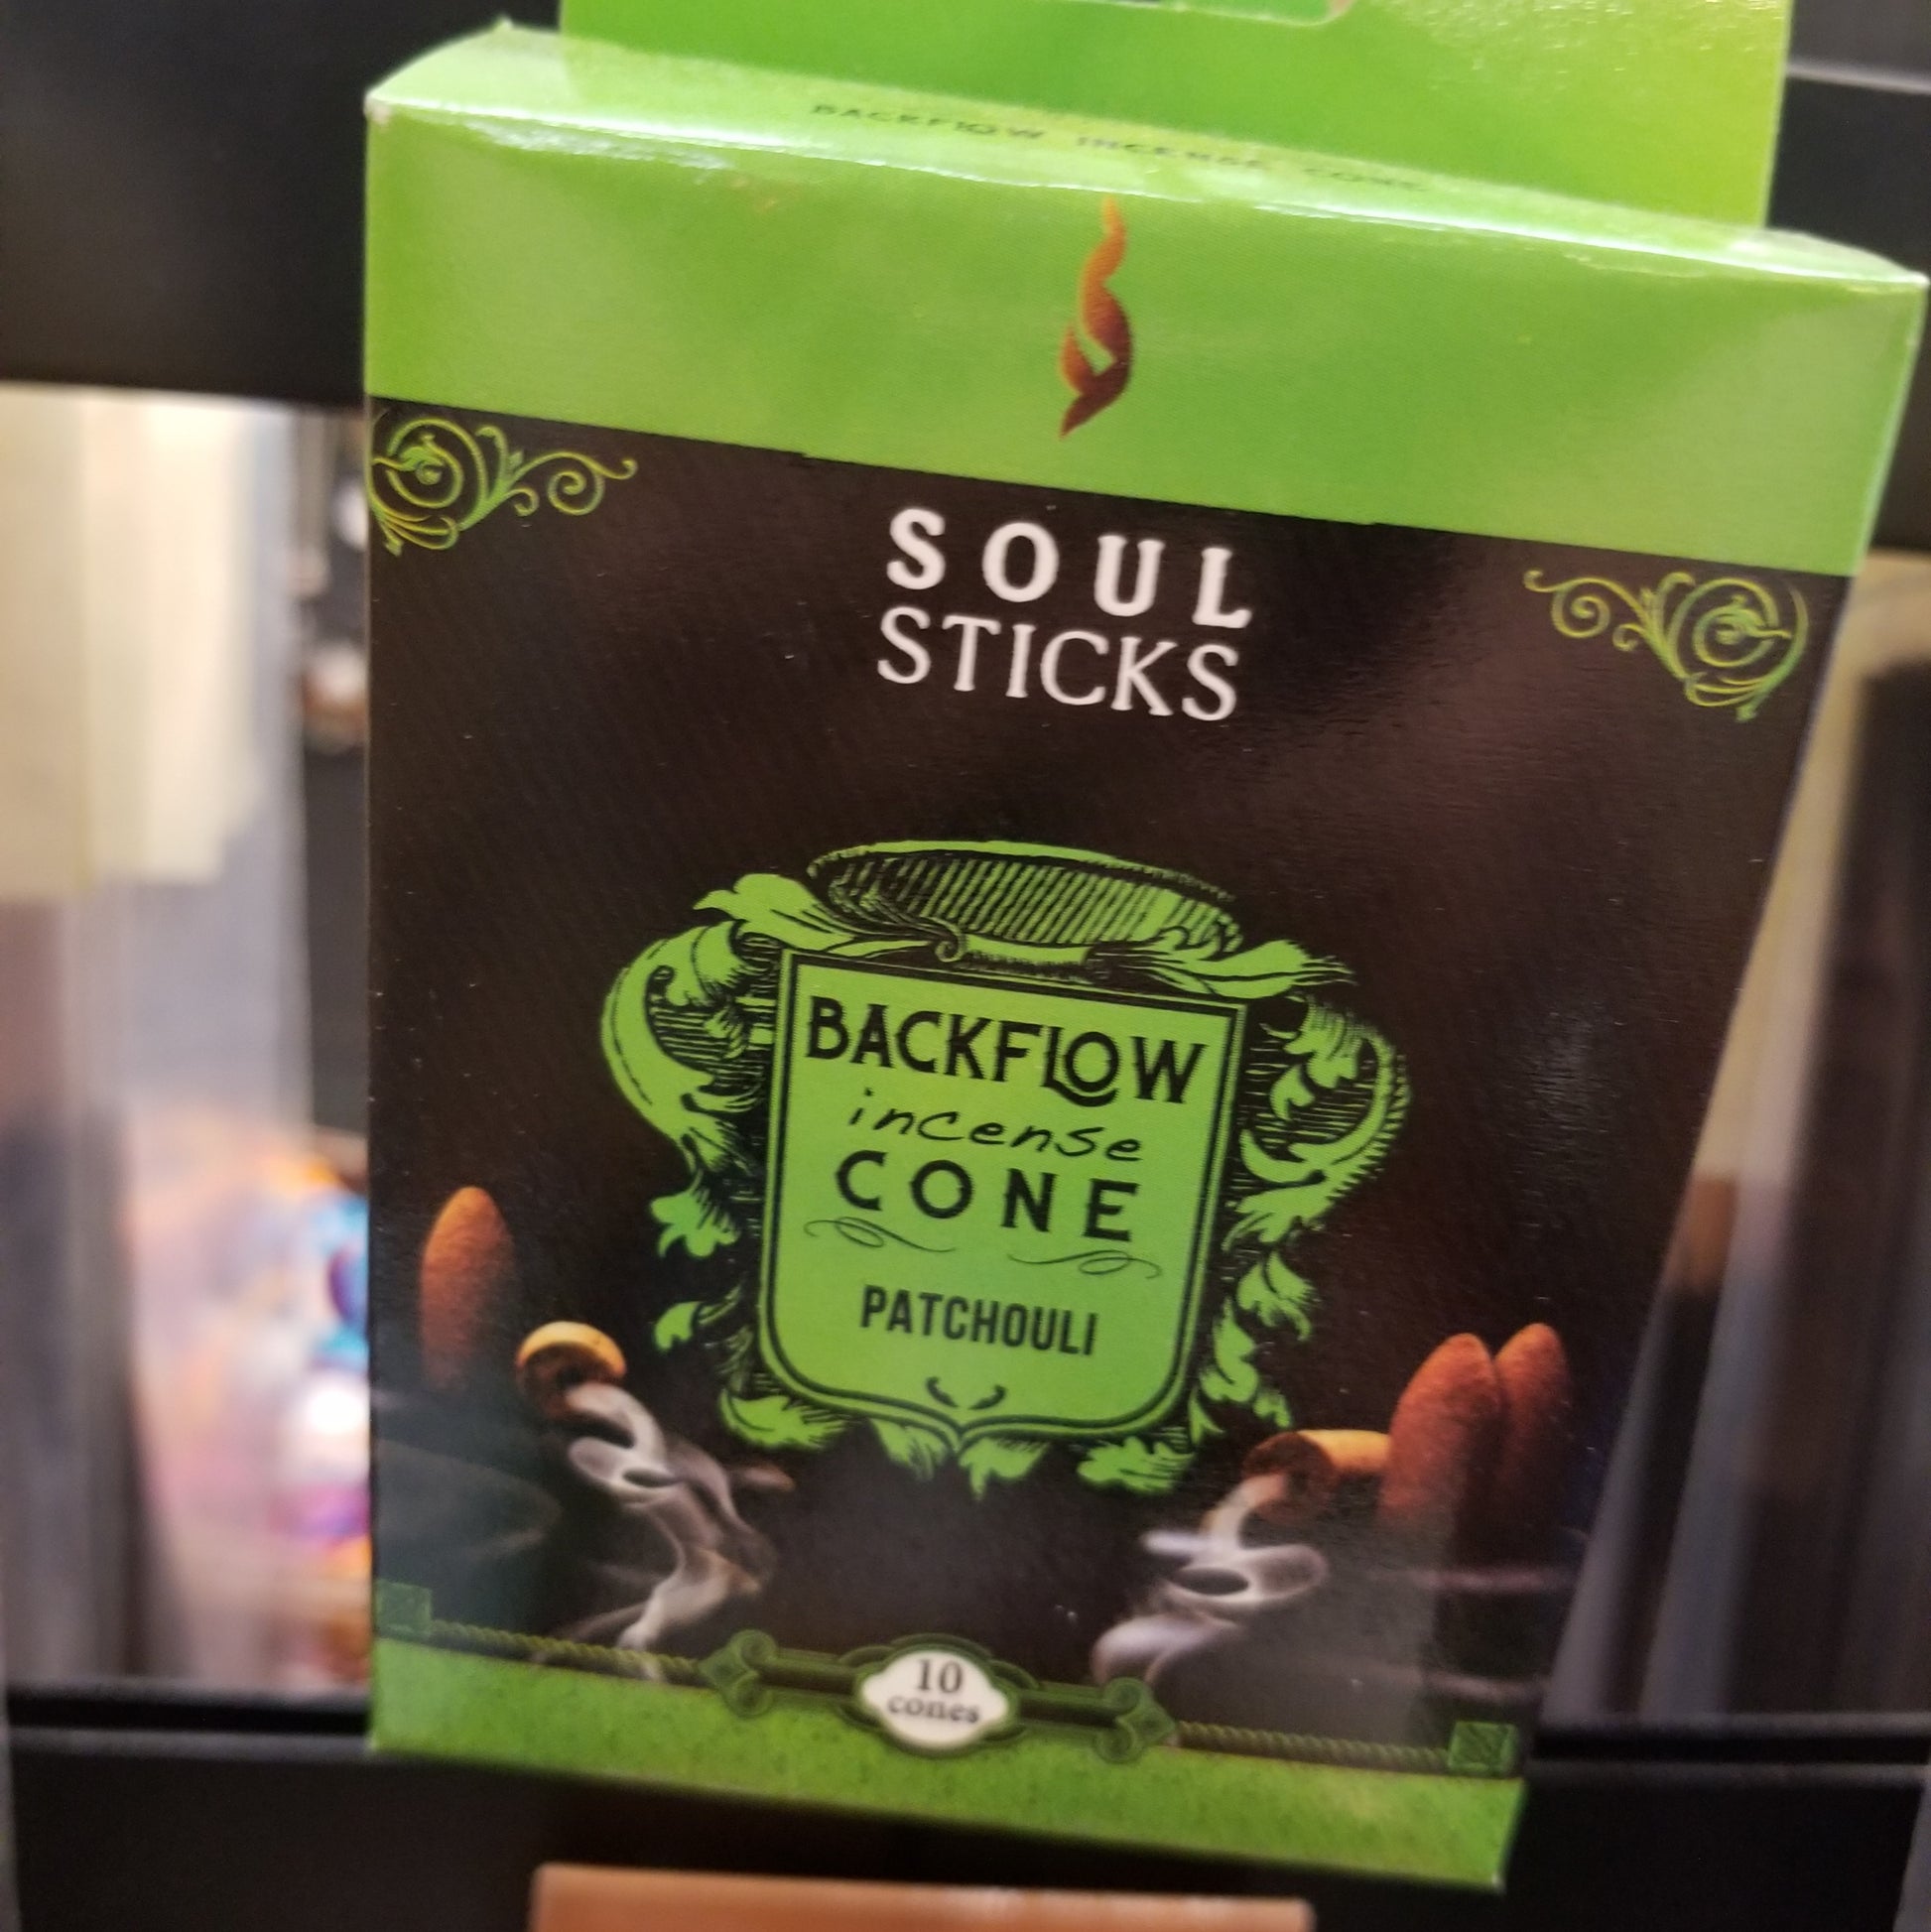 BACKFLOW INCENSE CONE
SOUL
STICKS
BACKFLOW
incense
CONE
PATCHOULI
10
cones